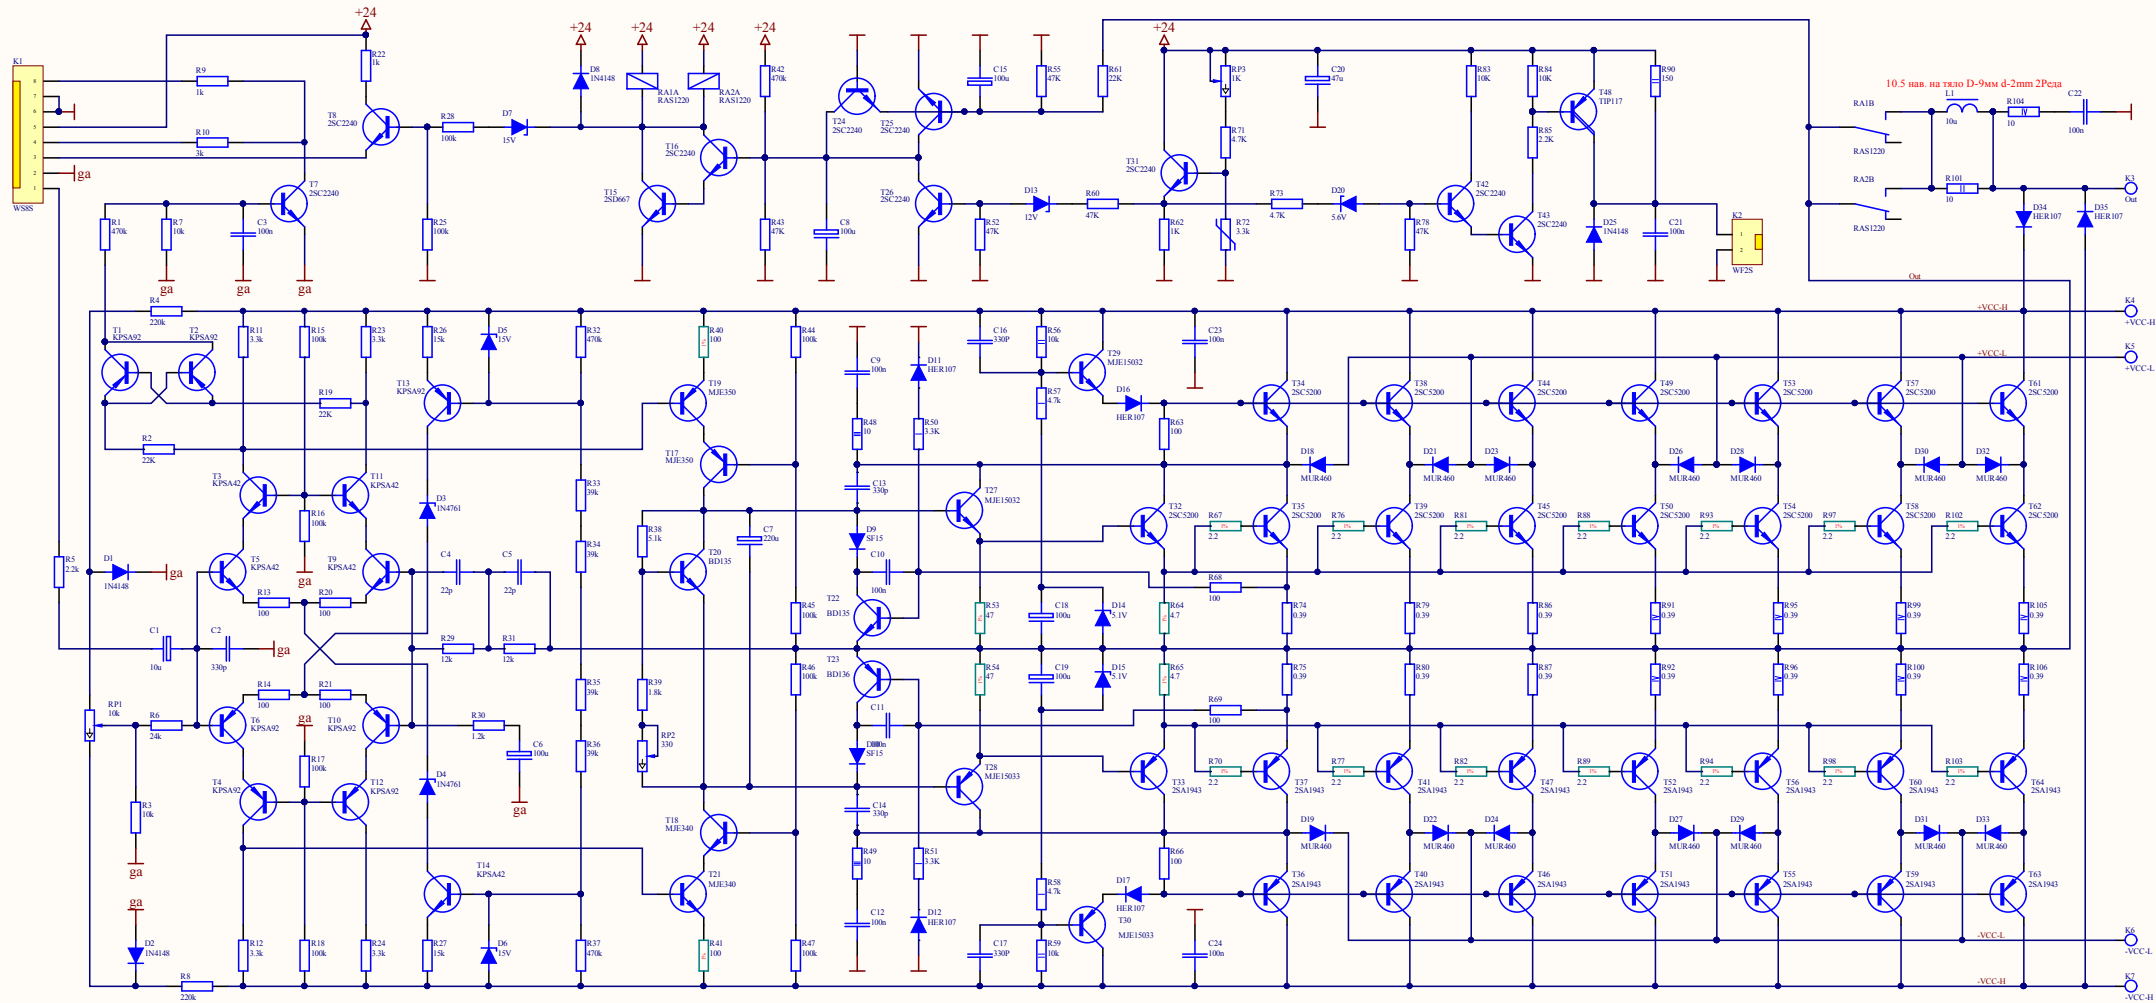 10.5 нав. на тяло D-9мм d-2mm 2Реда
+24 +24 +24 +24 +24 +24
K1
8
7
6
5
4
3
2
1
WS8S
ga
R9
1k
R10
3k
R22
1k
T8
2SC2240
T7
2SC2240
R1
470k
R7
10k
C3
100n
ga ga ga
R28
100k
D7
15V
R25
100k
D8
1N4148
RA1A
RAS1220
RA2A
RAS1220
R42
470k
T16
2SC2240
T15
2SD667
R43
47K
C8
100u
T24
2SC2240
T25
2SC2240
T26
2SC2240
C15
100u
R55
47K
R61
22K
R52
47K
D13
12V
R60
47K
T31
2SC2240
R62
1K
RP3
1K
R71
4.7K
R72
3.3k
C20
47u
R73
4.7K
D20
5.6V
R78
47K
R83
10K
R84
10K
R85
2.2K
T42
2SC2240
T43
2SC2240
T48
TIP117
D25
1N4148
R90
150
C21
100n
K2
1
2
WF2S
RA1B
RAS1220
RA2B
RAS1220
L1
10u
R104
10
C22
100n
R101
10
D34
HER107
D35
HER107
K3
Out
Out
K4
+VCC-H
+VCC-H
K5
+VCC-L
+VCC-L
R4
220k
T1
KPSA92
T2
KPSA92
R11
3.3k
R15
100k
R23
3.3k
R26
15k
D5
15V
R32
470k
R40
100
R44
100k
R19
22K
R2
22K
T13
KPSA92
T19
MJE350
T17
MJE350
T3
KPSA42
T11
KPSA42
R16
100k
D3
1N4761
R33
39k
R34
39k
R5
2.2k
D1
1N4148
ga
T5
KPSA42
T9
KPSA42
ga
R13
100
R20
100
C4
22p
C5
22p
R38
5.1k
T20
BD135
C7
220u
R45
100k
C1
10u
C2
330p
ga
R29
12k
R31
12k
R14
100
R21
100
RP1
10k
R6
24k
T6
KPSA92
T10
KPSA92
ga
R30
1.2k
C6
100u
ga
R17
100k
T4
KPSA92
T12
KPSA92
D4
1N4761
R3
10k
ga
R35
39k
R36
39k
R39
1.8k
RP2
330
R46
100k
T18
MJE340
T21
MJE340
T14
KPSA42
ga
D2
1N4148
R8
220k
R12
3.3k
R18
100k
R24
3.3k
R27
15k
D6
15V
R37
470k
R41
100
R47
100k
C9
100n
D11
HER107
R48
10
R50
3.3K
C13
330p
D9
SF15
C10
100n
T22
BD135
T23
BD136
C11
SF15
C14
330p
R49
10
R51
3.3K
C12
100n
D12
HER107
C16
330P
R56
10k
R57
4.7k
T29
MJE15032
D16
HER107
C23
100n
R63
100
T27
MJE15032
R53
47
R54
47
C18
100u
C19
100u
D14
5.1V
D15
5.1V
R64
4.7
R65
4.7
R68
100
R69
100
T28
MJE15033
R58
4.7k
R59
10k
C17
330P
T30
MJE15033
D17
HER107
R66
100
C24
100n
T34
2SC5200
T38
2SC5200
T44
2SC5200
T49
2SC5200
T53
2SC5200
T57
2SC5200
T61
2SC5200
D18
MUR460
D21
MUR460
D23
MUR460
D26
MUR460
D28
MUR460
D30
MUR460
D32
MUR460
T32
2SC5200
R67
2.2
T35
2SC5200
R76
2.2
T39
2SC5200
R81
2.2
T45
2SC5200
R88
2.2
T50
2SC5200
R93
2.2
T54
2SC5200
R97
2.2
T58
2SC5200
R102
2.2
T62
2SC5200
R74
0.39
R79
0.39
R86
0.39
R91
0.39
R95
0.39
R99
0.39
R105
0.39
R75
0.39
R80
0.39
R87
0.39
R92
0.39
R96
0.39
R100
0.39
R106
0.39
T33
2SA1943
R70
2.2
T37
2SA1943
R77
2.2
T41
2SA1943
R82
2.2
T47
2SA1943
R89
2.2
T52
2SA1943
R94
2.2
T56
2SA1943
R98
2.2
T60
2SA1943
R103
2.2
T64
2SA1943
D19
MUR460
D22
MUR460
D24
MUR460
D27
MUR460
D29
MUR460
D31
MUR460
D33
MUR460
T36
2SA1943
T40
2SA1943
T46
2SA1943
T51
2SA1943
T55
2SA1943
T59
2SA1943
T63
2SA1943
-VCC-L
K6
-VCC-L
-VCC-H
K7
-VCC-H